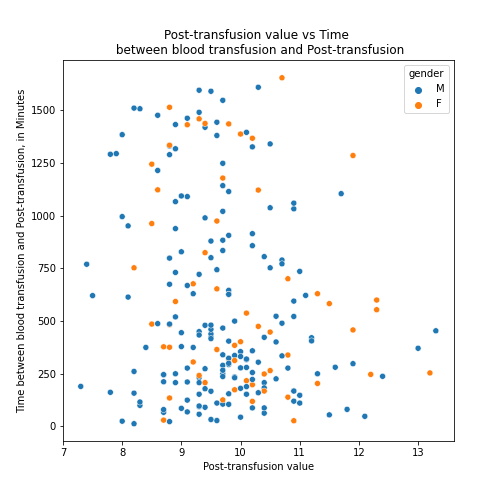 Post-transfusion value vs Time
between blood transfusion and Post-transfusion
gender
M
F
Time between blood transfusion and Post-transfusion, in Minutes
1500
1250
1000
750
500
250
0
7 8 9 10 11 12 13
Post-transfusion value